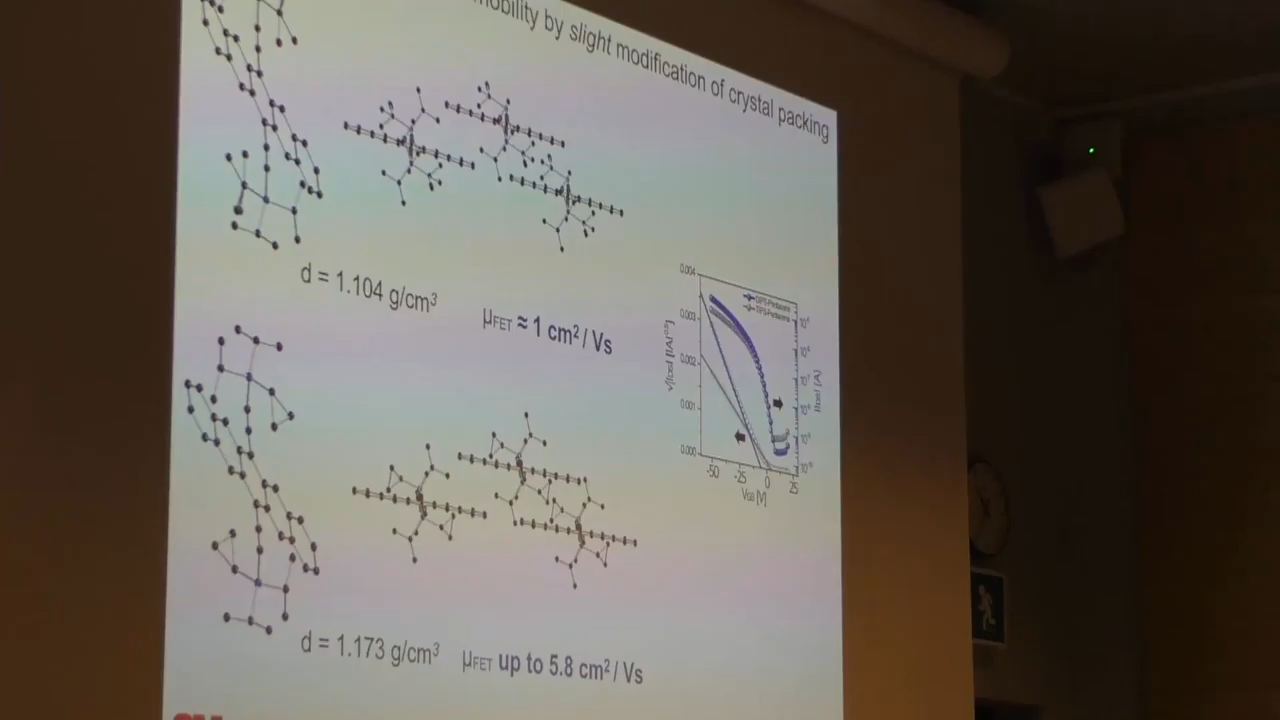 mobility by slight modification of crystal packing
d = 1.104 g/cm³
μFET ≈ 1 cm² / Vs
0.004
0.003
0.002
0.001
0.000
-50
-25
0
25
d = 1.173 g/cm³
μFET up to 5.8 cm² / Vs